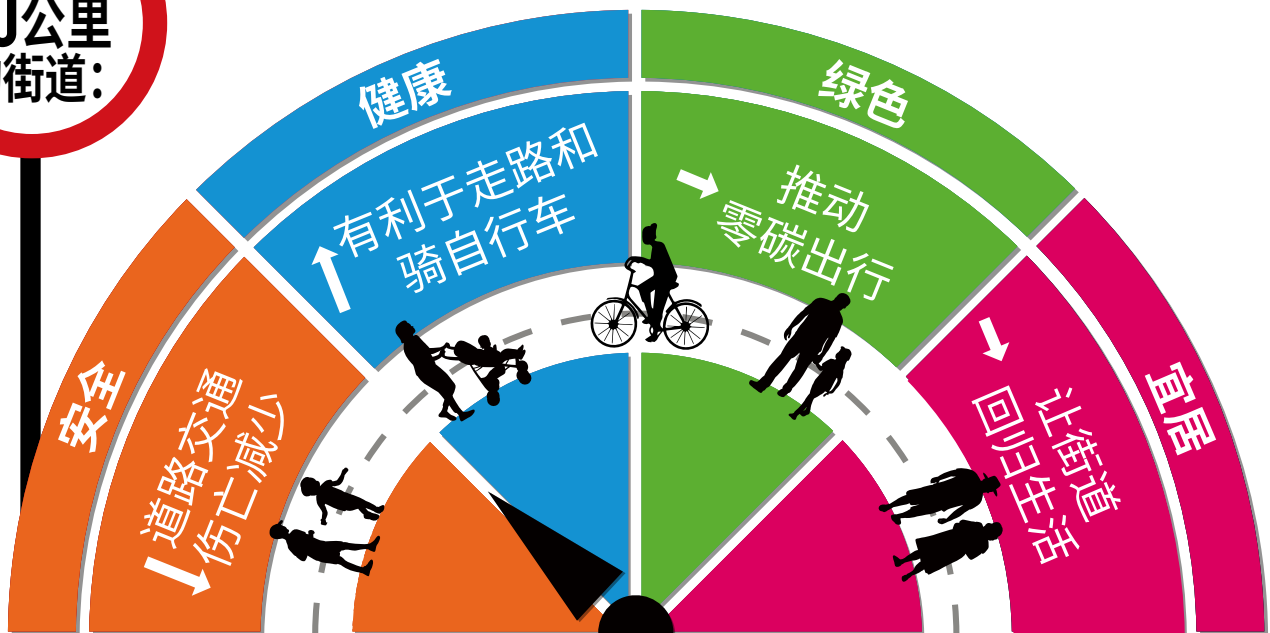 公里
街道：
安全
道路交通
伤亡减少
健康
有利于走路和
骑自行车
绿色
推动
零碳出行
宜居
让街道
回归生活